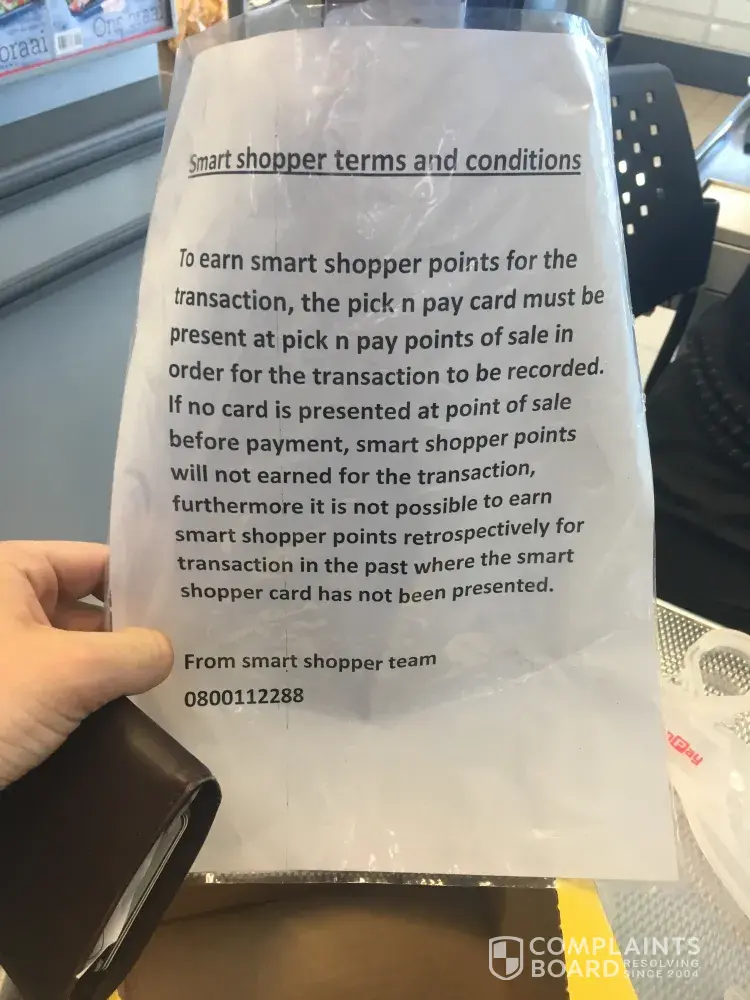 braai
Ons braai
Smart shopper terms and conditions
To earn smart shopper points for the
transaction, the pick n pay card must be
present at pick n pay points of sale in
order for the transaction to be recorded.
If no card is presented at point of sale
before payment, smart shopper points
will not earned for the transaction,
furthermore it is not possible to earn
smart shopper points retrospectively for
transaction in the past where the smart
shopper card has not been presented.
From smart shopper team
0800112288
Pay
COMPLAINTS
BOARD RESOLVING
SINCE 2004